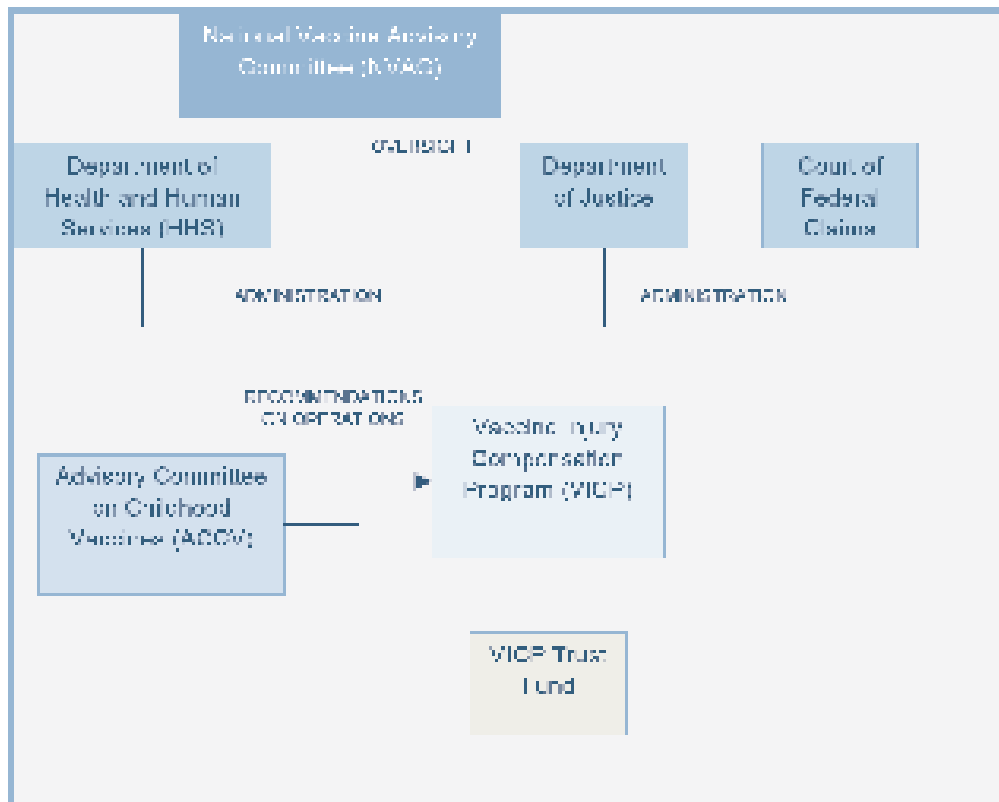 National Vaccine Advisory
Committee (NVAC)
OVERSIGHT
Department of
Health and Human
Services (HHS)
Department
of Justice
Court of
Federal
Claims
ADMINISTRATION
ADMINISTRATION
RECOMMENDATIONS
ON OPERATIONS
Vaccine Injury
Compensation
Program (VICP)
Advisory Committee
on Childhood
Vaccines (ACCV)
VICP Trust
Fund